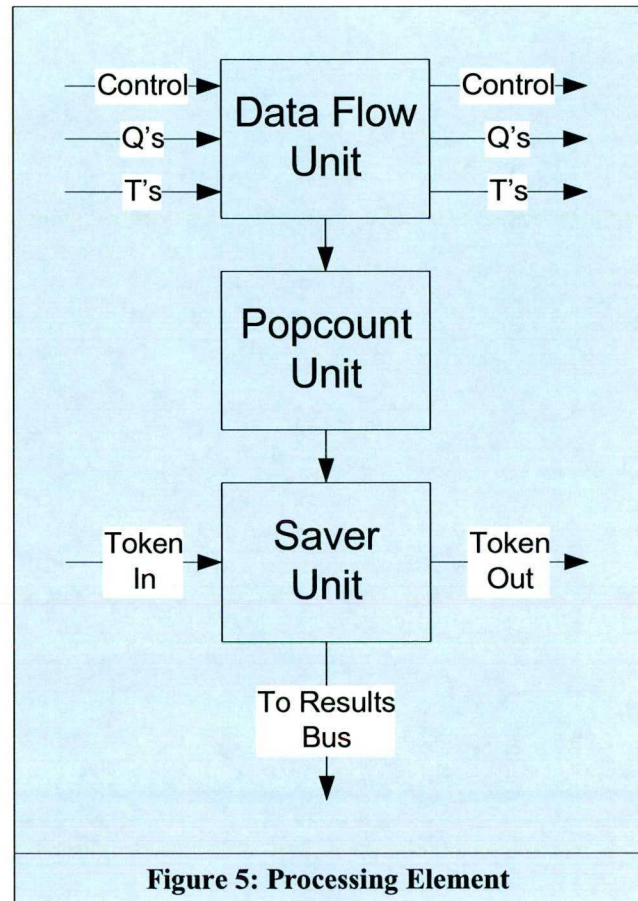 Control
Control
Data Flow
Unit
Q's
Q's
T's
T's
Popcount
Unit
Token
In
Saver
Unit
Token
Out
To Results
Bus
Figure 5: Processing Element